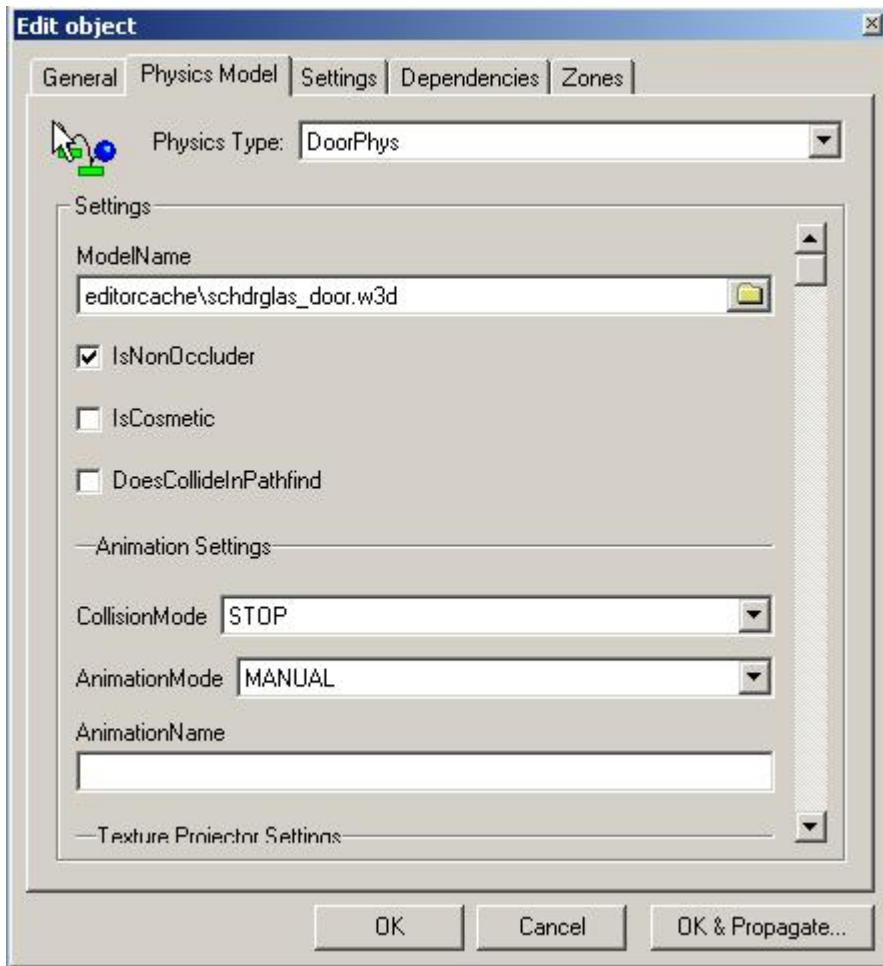 Edit object
General Physics Model Settings Dependencies Zones
Physics Type: DoorPhys
Settings
ModelName
editorcache\schdrglas_door.w3d
IsNonOccluder
IsCosmetic
DoesCollideInPathfind
Animation Settings
CollisionMode STOP
AnimationMode MANUAL
AnimationName
Texture Projector Settings
OK Cancel OK & Propagate...